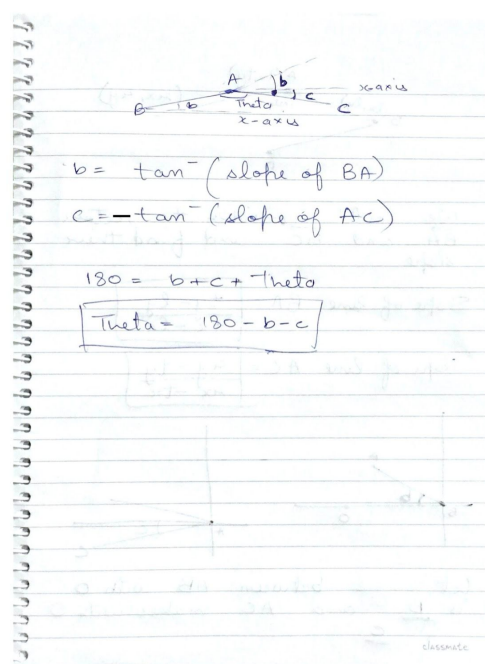 A b c x-axis
B b Theta C
x-axis
b = tan⁻ (slope of BA)
c = -tan⁻ (slope of AC)
180 = b + c + Theta
Theta = 180 - b - c
classmate